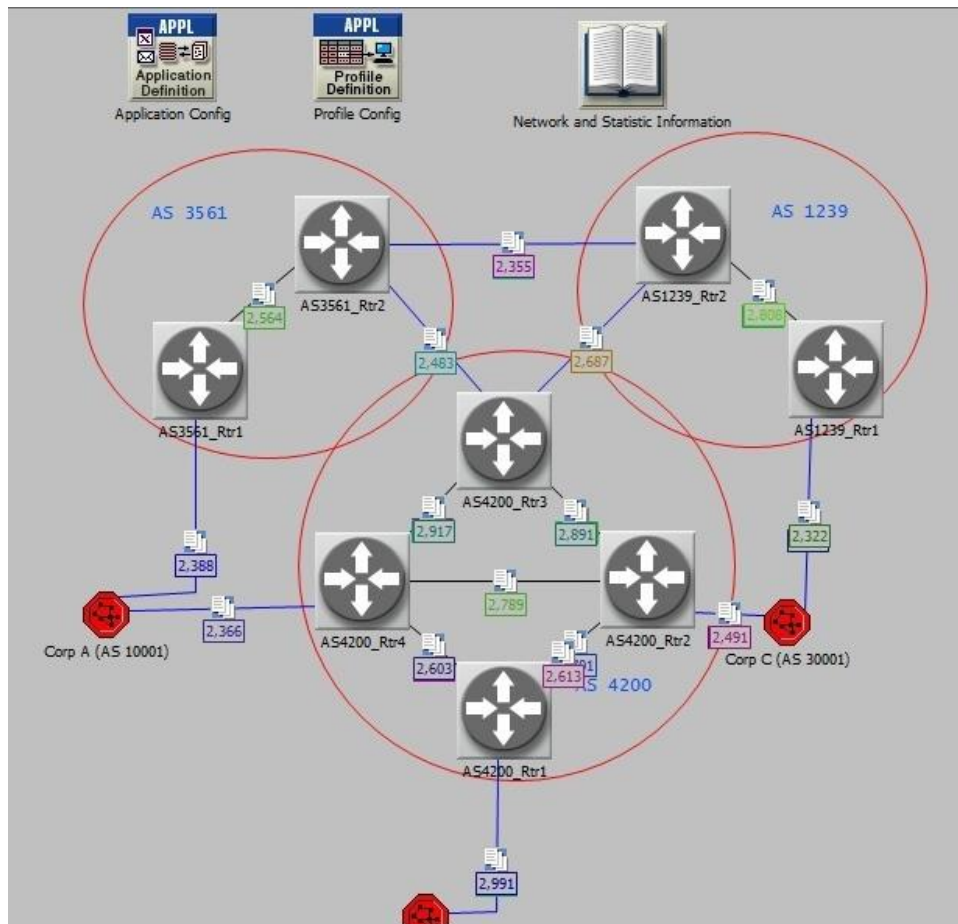 APPL
Application
Definition
Application Config
APPL
Profile
Definition
Profile Config
Network and Statistic Information
AS 3561
AS 1239
2,355
AS3561_Rtr2
AS1239_Rtr2
2,564
2,808
2,483
2,687
AS3561_Rtr1
AS1239_Rtr1
AS4200_Rtr3
2,917
2,891
2,322
2,388
2,789
2,366
AS4200_Rtr4
AS4200_Rtr2
2,491
Corp A (AS 10001)
Corp C (AS 30001)
2,603
2,613
AS 4200
AS4200_Rtr1
2,991